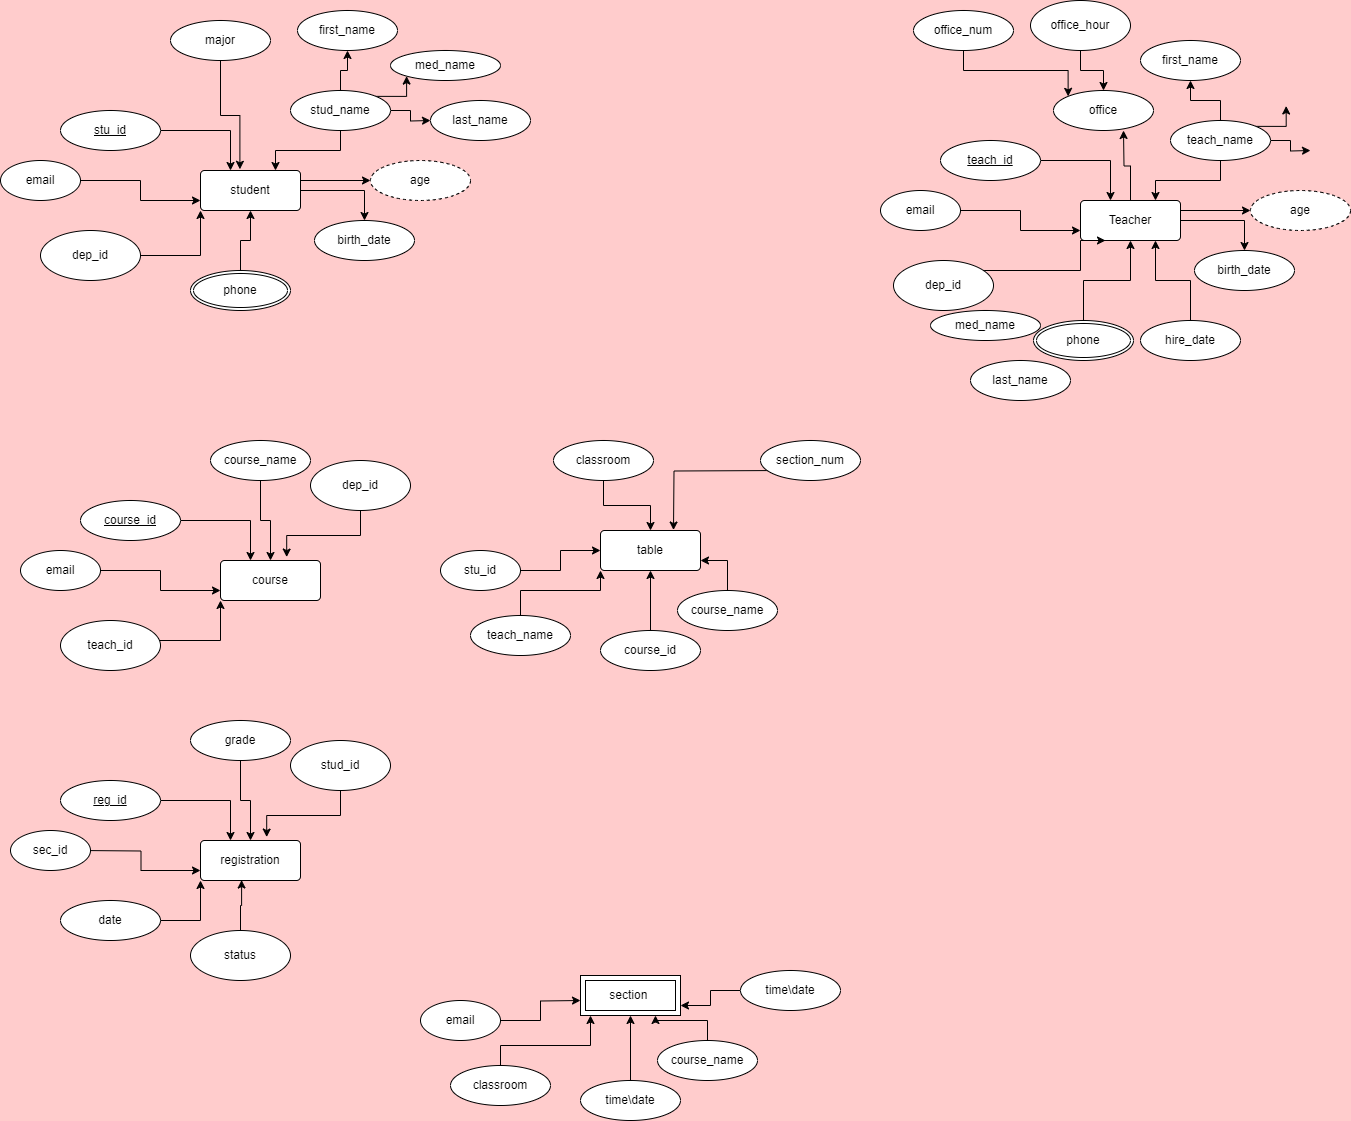 major
first_name
med_name
stud_name
last_name
stu_id
email
student
age
dep_id
birth_date
phone
office_num
office_hour
first_name
office
teach_name
teach_id
email
Teacher
age
dep_id
birth_date
med_name
phone
hire_date
last_name
course_name
dep_id
course_id
email
course
teach_id
classroom
section_num
table
stu_id
course_name
teach_name
course_id
grade
stud_id
reg_id
sec_id
registration
date
status
section
time\date
email
course_name
classroom
time\date